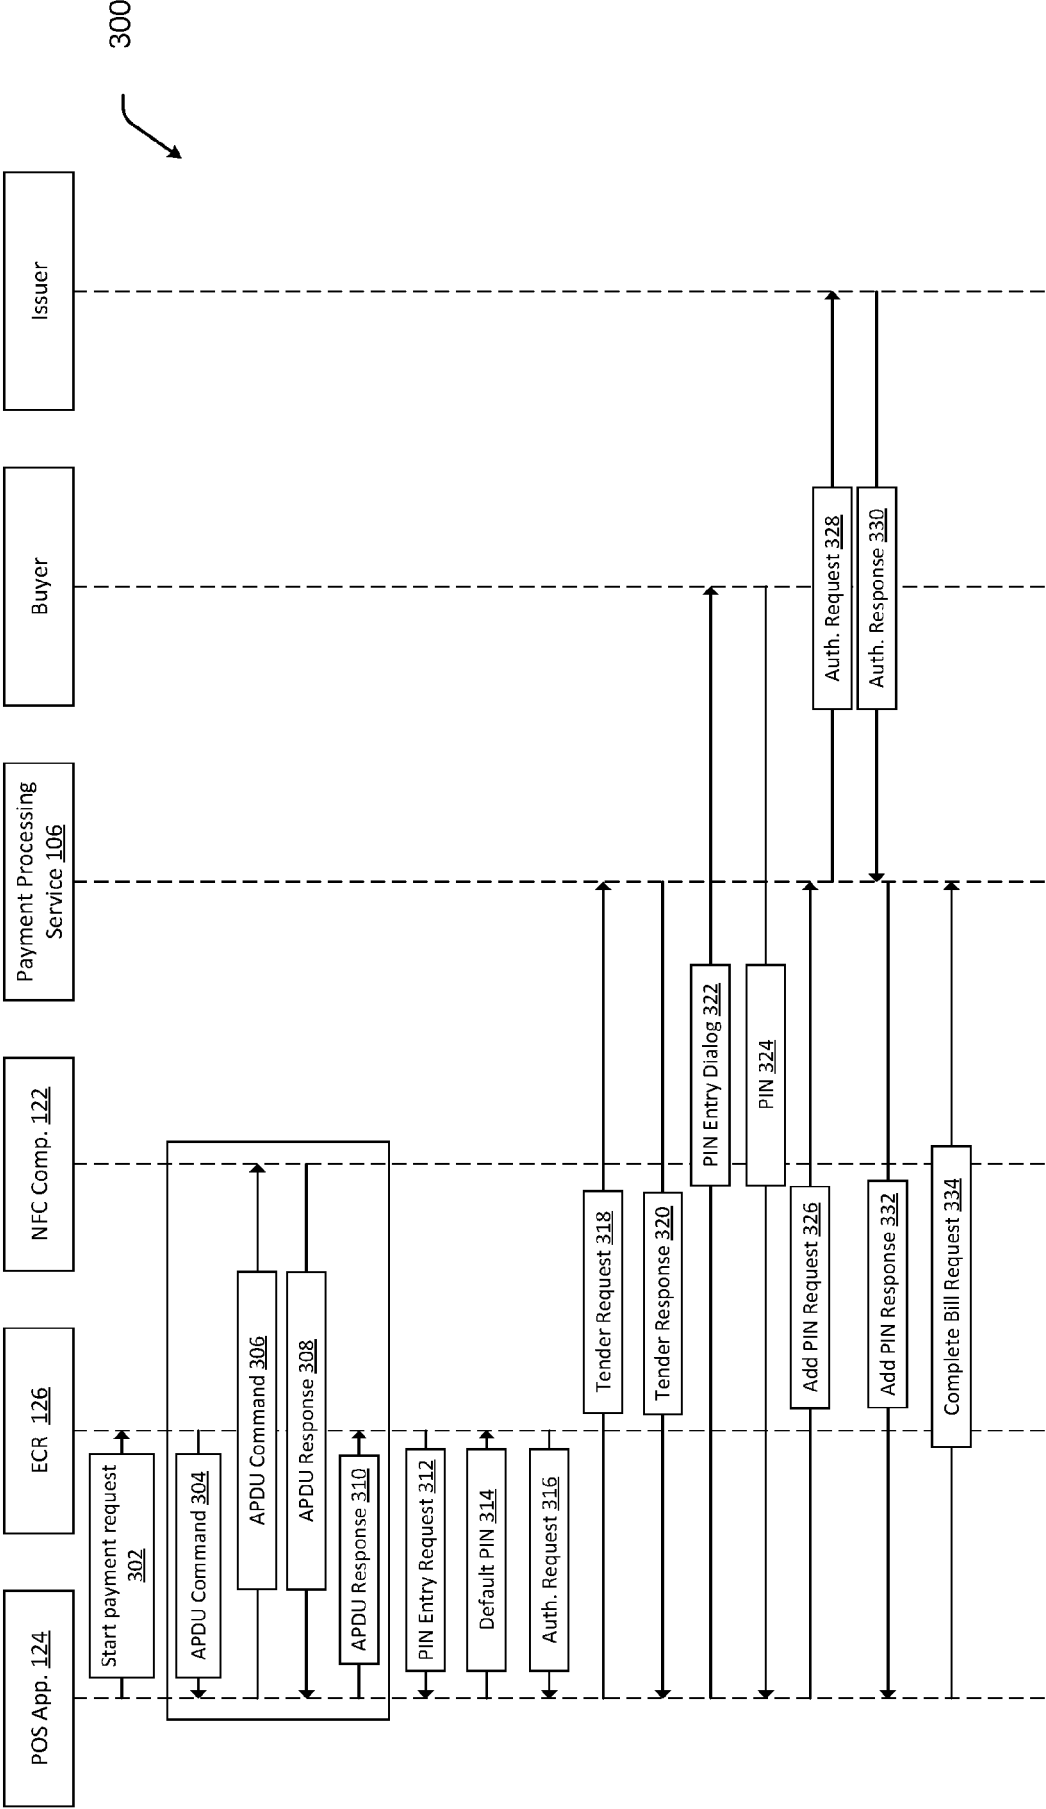 300
POS App. 124
ECR 126
NFC Comp. 122
Payment Processing
Service 106
Buyer
Issuer
Start payment request
302
APDU Command 304
APDU Command 306
APDU Response 308
APDU Response 310
PIN Entry Request 312
Default PIN 314
Auth. Request 316
Tender Request 318
Tender Response 320
PIN Entry Dialog 322
PIN 324
Add PIN Request 326
Auth. Request 328
Auth. Response 330
Add PIN Response 332
Complete Bill Request 334